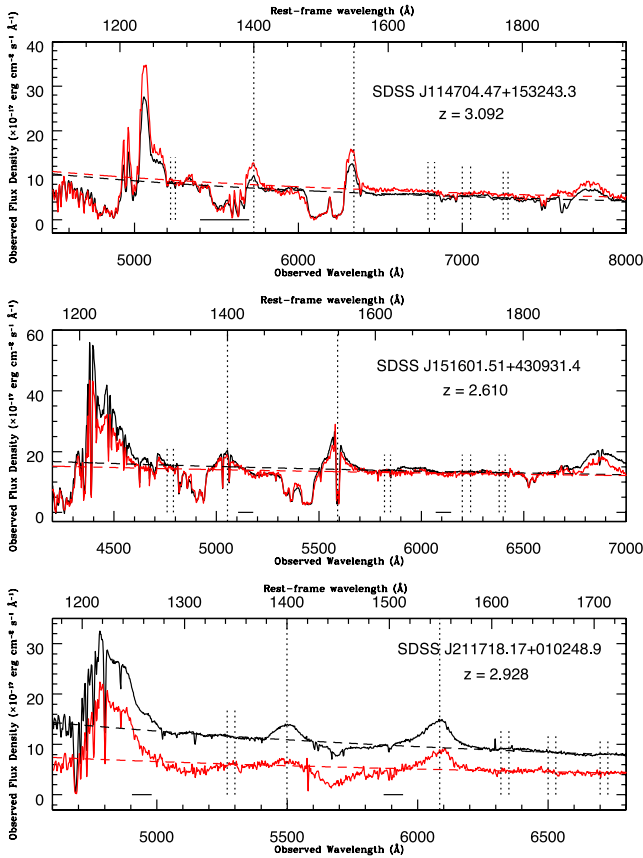 Rest-frame wavelength (Å)
1200 1400 1600 1800
40
30
20
10
0
Observed Flux Density (×10⁻¹⁷ erg cm⁻² s⁻¹ Å⁻¹)
SDSS J114704.47+153243.3
z = 3.092
5000 6000 7000 8000
Observed Wavelength (Å)
Rest-frame wavelength (Å)
1200 1400 1600 1800
60
40
20
0
Observed Flux Density (×10⁻¹⁷ erg cm⁻² s⁻¹ Å⁻¹)
SDSS J151601.51+430931.4
z = 2.610
4500 5000 5500 6000 6500 7000
Observed Wavelength (Å)
Rest-frame wavelength (Å)
1200 1300 1400 1500 1600 1700
30
20
10
0
Observed Flux Density (×10⁻¹⁷ erg cm⁻² s⁻¹ Å⁻¹)
SDSS J211718.17+010248.9
z = 2.928
5000 5500 6000 6500
Observed Wavelength (Å)